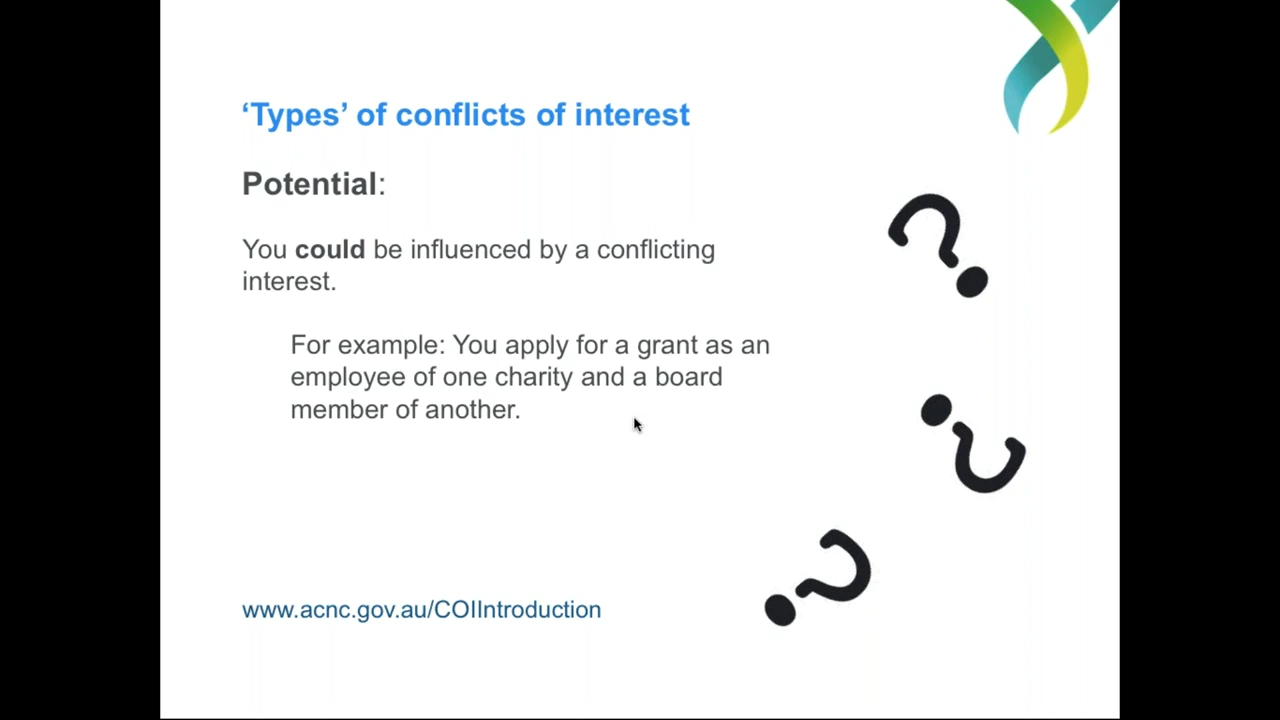 ‘Types’ of conflicts of interest
Potential:
You could be influenced by a conflicting
interest.
For example: You apply for a grant as an
employee of one charity and a board
member of another.
www.acnc.gov.au/COIIntroduction